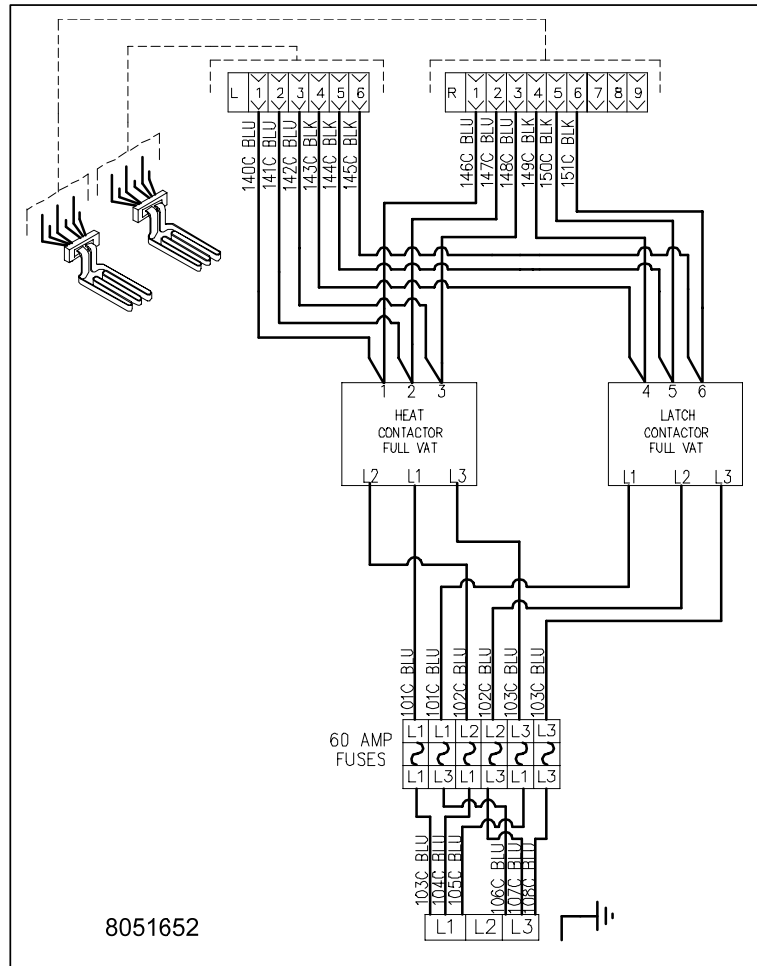 L 1 2 3 4 5 6
R 1 2 3 4 5 6 7 8 9
140C BLU
141C BLU
142C BLU
143C BLK
144C BLK
145C BLK
146C BLU
147C BLU
148C BLU
149C BLK
150C BLK
151C BLK
1 2 3
HEAT
CONTACTOR
FULL VAT
L2 L1 L3
4 5 6
LATCH
CONTACTOR
FULL VAT
L1 L2 L3
101C BLU
101C BLU
102C BLU
102C BLU
103C BLU
103C BLU
60 AMP
FUSES
L1 L1 L2 L2 L3 L3
L1 L3 L1 L3 L1 L3
103C BLU
104C BLU
105C BLU
106C BLU
107C BLU
108C BLU
L1 L2 L3
8051652